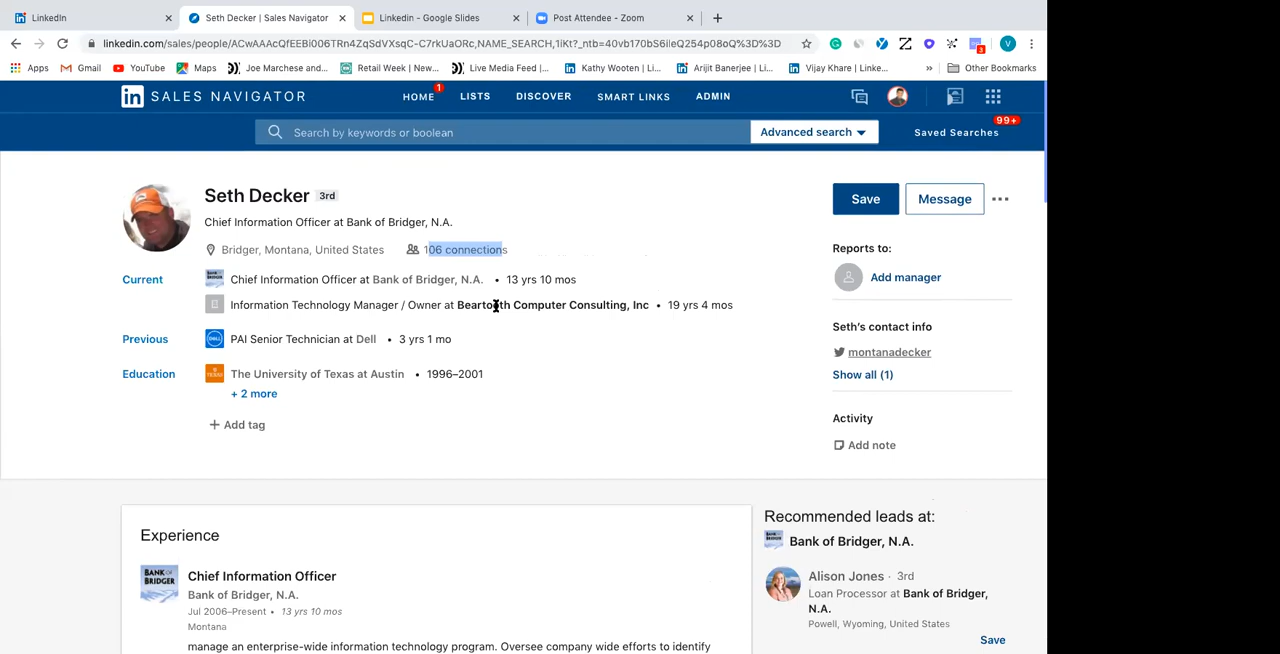 LinkedIn
Seth Decker | Sales Navigator
Linkedin - Google Slides
Post Attendee - Zoom
linkedin.com/sales/people/ACwAAAcQfEEBi006TRn4ZqSdVXsqC-C7rkUaORc,NAME_SEARCH,1iKt?_ntb=40vb170bS6ileQ254p08oQ%3D%3D
3
V
Apps
Gmail
YouTube
Maps
Joe Marchese and...
Retail Week | New...
Live Media Feed |...
Kathy Wooten | Li...
Arijit Banerjee | Li...
Vijay Khare | Linke...
»
Other Bookmarks
in SALES NAVIGATOR
HOME
1
LISTS
DISCOVER
SMART LINKS
ADMIN
Search by keywords or boolean
Advanced search
Saved Searches
99+
Seth Decker 3rd
Chief Information Officer at Bank of Bridger, N.A.
Bridger, Montana, United States
106 connections
Current
Chief Information Officer at Bank of Bridger, N.A. • 13 yrs 10 mos
Information Technology Manager / Owner at Beartooth Computer Consulting, Inc • 19 yrs 4 mos
Previous
PAI Senior Technician at Dell • 3 yrs 1 mo
Education
The University of Texas at Austin • 1996–2001
+ 2 more
+ Add tag
Save
Message
Reports to:
Add manager
Seth's contact info
montanadecker
Show all (1)
Activity
Add note
Experience
BANK OF BRIDGER
Chief Information Officer
Bank of Bridger, N.A.
Jul 2006–Present • 13 yrs 10 mos
Montana
manage an enterprise-wide information technology program. Oversee company wide efforts to identify
Recommended leads at:
Bank of Bridger, N.A.
Alison Jones · 3rd
Loan Processor at Bank of Bridger,
N.A.
Powell, Wyoming, United States
Save